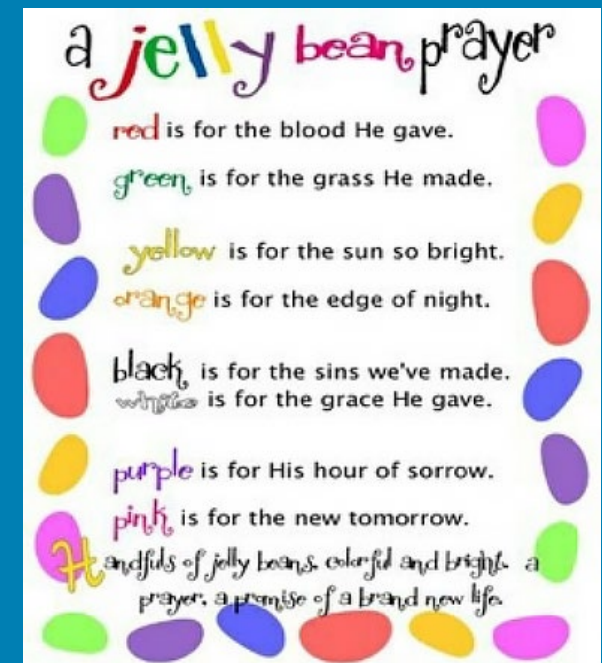 a jelly bean prayer
red is for the blood He gave.
green is for the grass He made.
yellow is for the sun so bright.
orange is for the edge of night.
black is for the sins we've made.
white is for the grace He gave.
purple is for His hour of sorrow.
pink is for the new tomorrow.
Handfuls of jelly beans, colorful and bright. a
prayer, a promise of a brand new life.